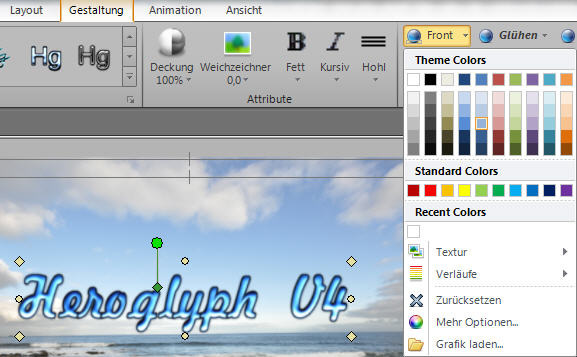 Layout Gestaltung Animation Ansicht
Hg Hg
Deckung 100%
Weichzeichner 0,0
B Fett
I Kursiv
H Hohl
Attribute
Front Glühen
Theme Colors
Standard Colors
Recent Colors
Textur
Verläufe
Zurücksetzen
Mehr Optionen...
Grafik laden...
Heroglyph V4